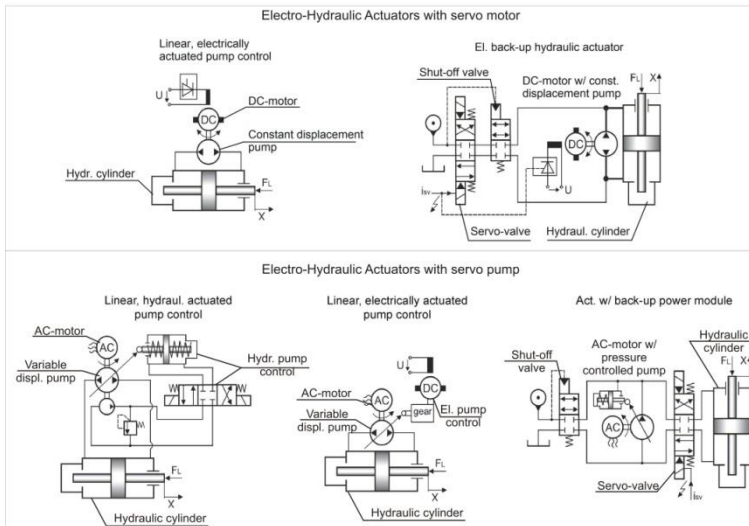 Electro-Hydraulic Actuators with servo motor
Linear, electrically
actuated pump control
U
DC
DC-motor
Constant displacement
pump
Hydr. cylinder
FL
X
El. back-up hydraulic actuator
Shut-off valve
DC-motor w/ const.
displacement pump
FL
X
DC
U
isv
Servo-valve
Hydraul. cylinder
Electro-Hydraulic Actuators with servo pump
Linear, hydraul. actuated
pump control
AC-motor
AC
Variable
displ. pump
Hydr. pump
control
FL
X
Hydraulic cylinder
Linear, electrically actuated
pump control
U
DC
AC-motor
AC
gear
El. pump
control
Variable
displ. pump
FL
X
Hydraulic cylinder
Act. w/ back-up power module
Hydraulic
cylinder
Shut-off
valve
AC-motor w/
pressure
controlled pump
FL
X
AC
Servo-valve
isv